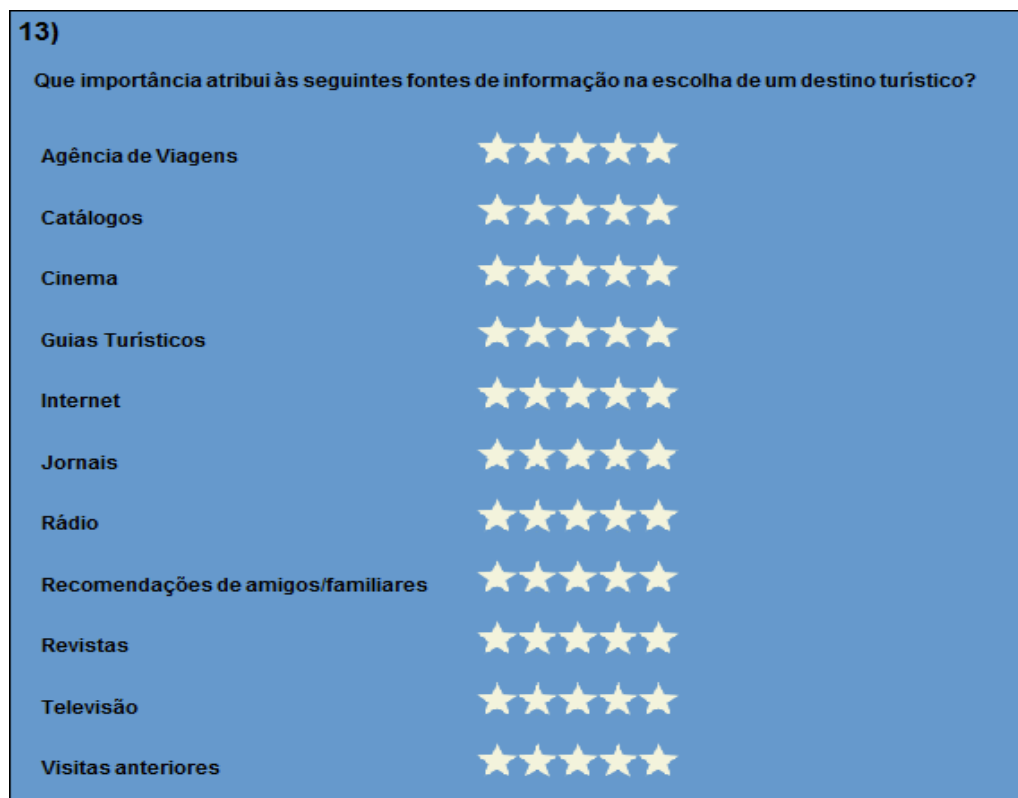 13)
Que importância atribui às seguintes fontes de informação na escolha de um destino turístico?
Agência de Viagens
Catálogos
Cinema
Guias Turísticos
Internet
Jornais
Rádio
Recomendações de amigos/familiares
Revistas
Televisão
Visitas anteriores